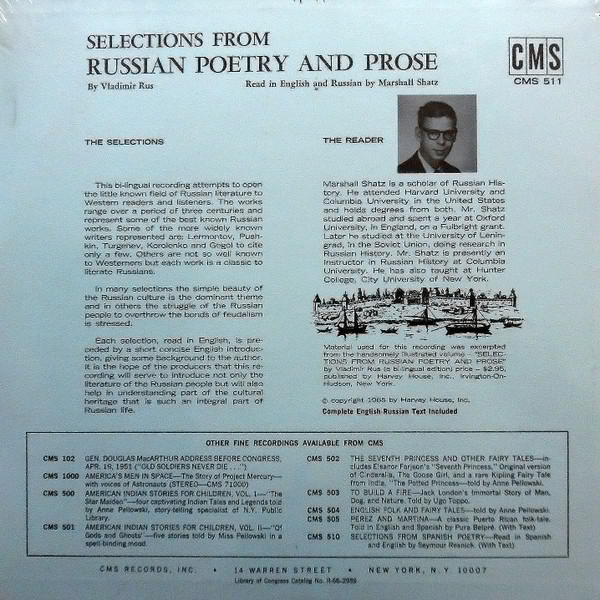 SELECTIONS FROM
RUSSIAN POETRY AND PROSE
By Vladimir Rus
Read in English and Russian by Marshall Shatz
CMS
CMS 511
THE SELECTIONS
This bi-lingual recording attempts to open
the little known field of Russian literature to
Western readers and listeners. The works
range over a period of three centuries and
represent some of the best known Russian
works. Some of the more widely known
writers represented are: Lermontov, Push-
kin, Turgenev, Korolenko and Gogol to cite
only a few. Others are not so well known
to Westerners but each work is a classic to
literate Russians.
In many selections the simple beauty of
the Russian culture is the dominant theme
and in others the struggle of the Russian
people to overthrow the bonds of feudalism
is stressed.
Each selection, read in English, is pre-
ceded by a short concise English introduc-
tion, giving some background to the author.
It is the hope of the producers that this re-
cording will serve to introduce not only the
literature of the people but will also
help in understanding part of the cultural
heritage that is such an integral part of
Russian life.
THE READER
Marshall Shatz is a scholar of Russian His-
tory. He attended Harvard University and
Columbia University in the United States
and holds degrees from both. Mr. Shatz
studied abroad and spent a year at Oxford
University, in England, on a Fulbright grant.
Later he studied at the University of Lenin-
grad, in the Soviet Union, doing research in
Russian History. Mr. Shatz is presently an
Instructor in Russian History at Columbia
University. He has also taught at Hunter
College, City University of New York.
Material used for this recording was excerpted
from the handsomely illustrated volume - "SELEC-
TIONS FROM RUSSIAN POETRY AND PROSE"
by Vladimir Rus (a bi-lingual edition) price - $2.95,
published by Harvey House, Inc., Irvington-On-
Hudson, New York.
© copyright 1965 by Harvey House, Inc.
Complete English-Russian Text Included
OTHER FINE RECORDINGS AVAILABLE FROM CMS
CMS 102 GEN. DOUGLAS MacARTHUR ADDRESS BEFORE CONGRESS,
APR. 19, 1951 ("OLD SOLDIERS NEVER DIE . . .")
CMS 1000 AMERICA'S MEN IN SPACE—The Story of Project Mercury—
with voices of Astronauts (STEREO—CMS 71000)
CMS 500 AMERICAN INDIAN STORIES FOR CHILDREN, VOL. I—"The
Star Maiden"—four captivating Indian Tales and Legends told
by Anne Pellowski, story-telling specialist of N.Y. Public
Library.
CMS 501 AMERICAN INDIAN STORIES FOR CHILDREN, VOL. II—"Of
Gods and Ghosts"—five stories told by Miss Pellowski in a
spell-binding mood.
CMS 502 THE SEVENTH PRINCESS AND OTHER FAIRY TALES—in-
cludes Eleanor Farjeon's "Seventh Princess," Original version
of Cinderella, The Goose Girl, and a rare Kipling Fairy Tale
from India, "The Potted Princess—told by Anne Pellowski.
CMS 503 TO BUILD A FIRE—Jack London's Immortal Story of Man,
Dog, and Nature. Told by Ugo Toppo.
CMS 504 ENGLISH FOLK AND FAIRY TALES—told by Anne Pellowski.
CMS 505 PEREZ AND MARTINA—A classic Puerto Rican folk-tale.
Told in English and Spanish by Pura Belpré. (With Text)
CMS 510 SELECTIONS FROM SPANISH POETRY—Read in Spanish
and English by Seymour Resnick. (With Text)
CMS RECORDS, INC. • 14 WARREN STREET • NEW YORK, N.Y. 10007
Library of Congress Catalog No. R-66-2989